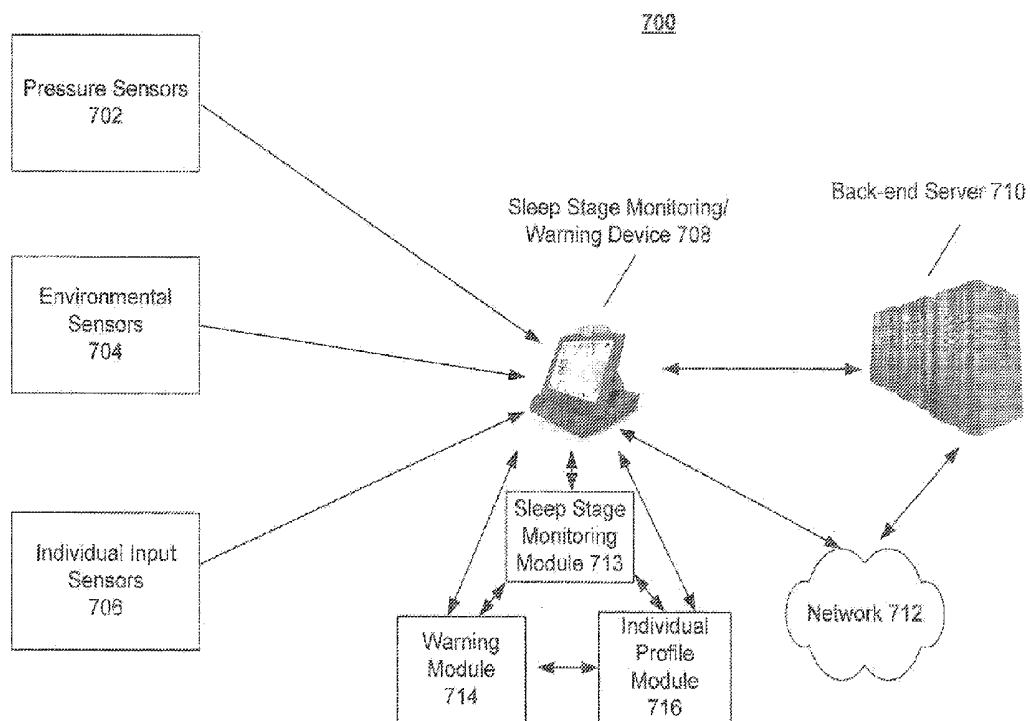 700
Pressure Sensors
702
Environmental
Sensors
704
Individual Input
Sensors
706
Sleep Stage Monitoring/
Warning Device 708
Back-end Server 710
Sleep Stage
Monitoring
Module 713
Warning
Module
714
Individual
Profile
Module
716
Network 712